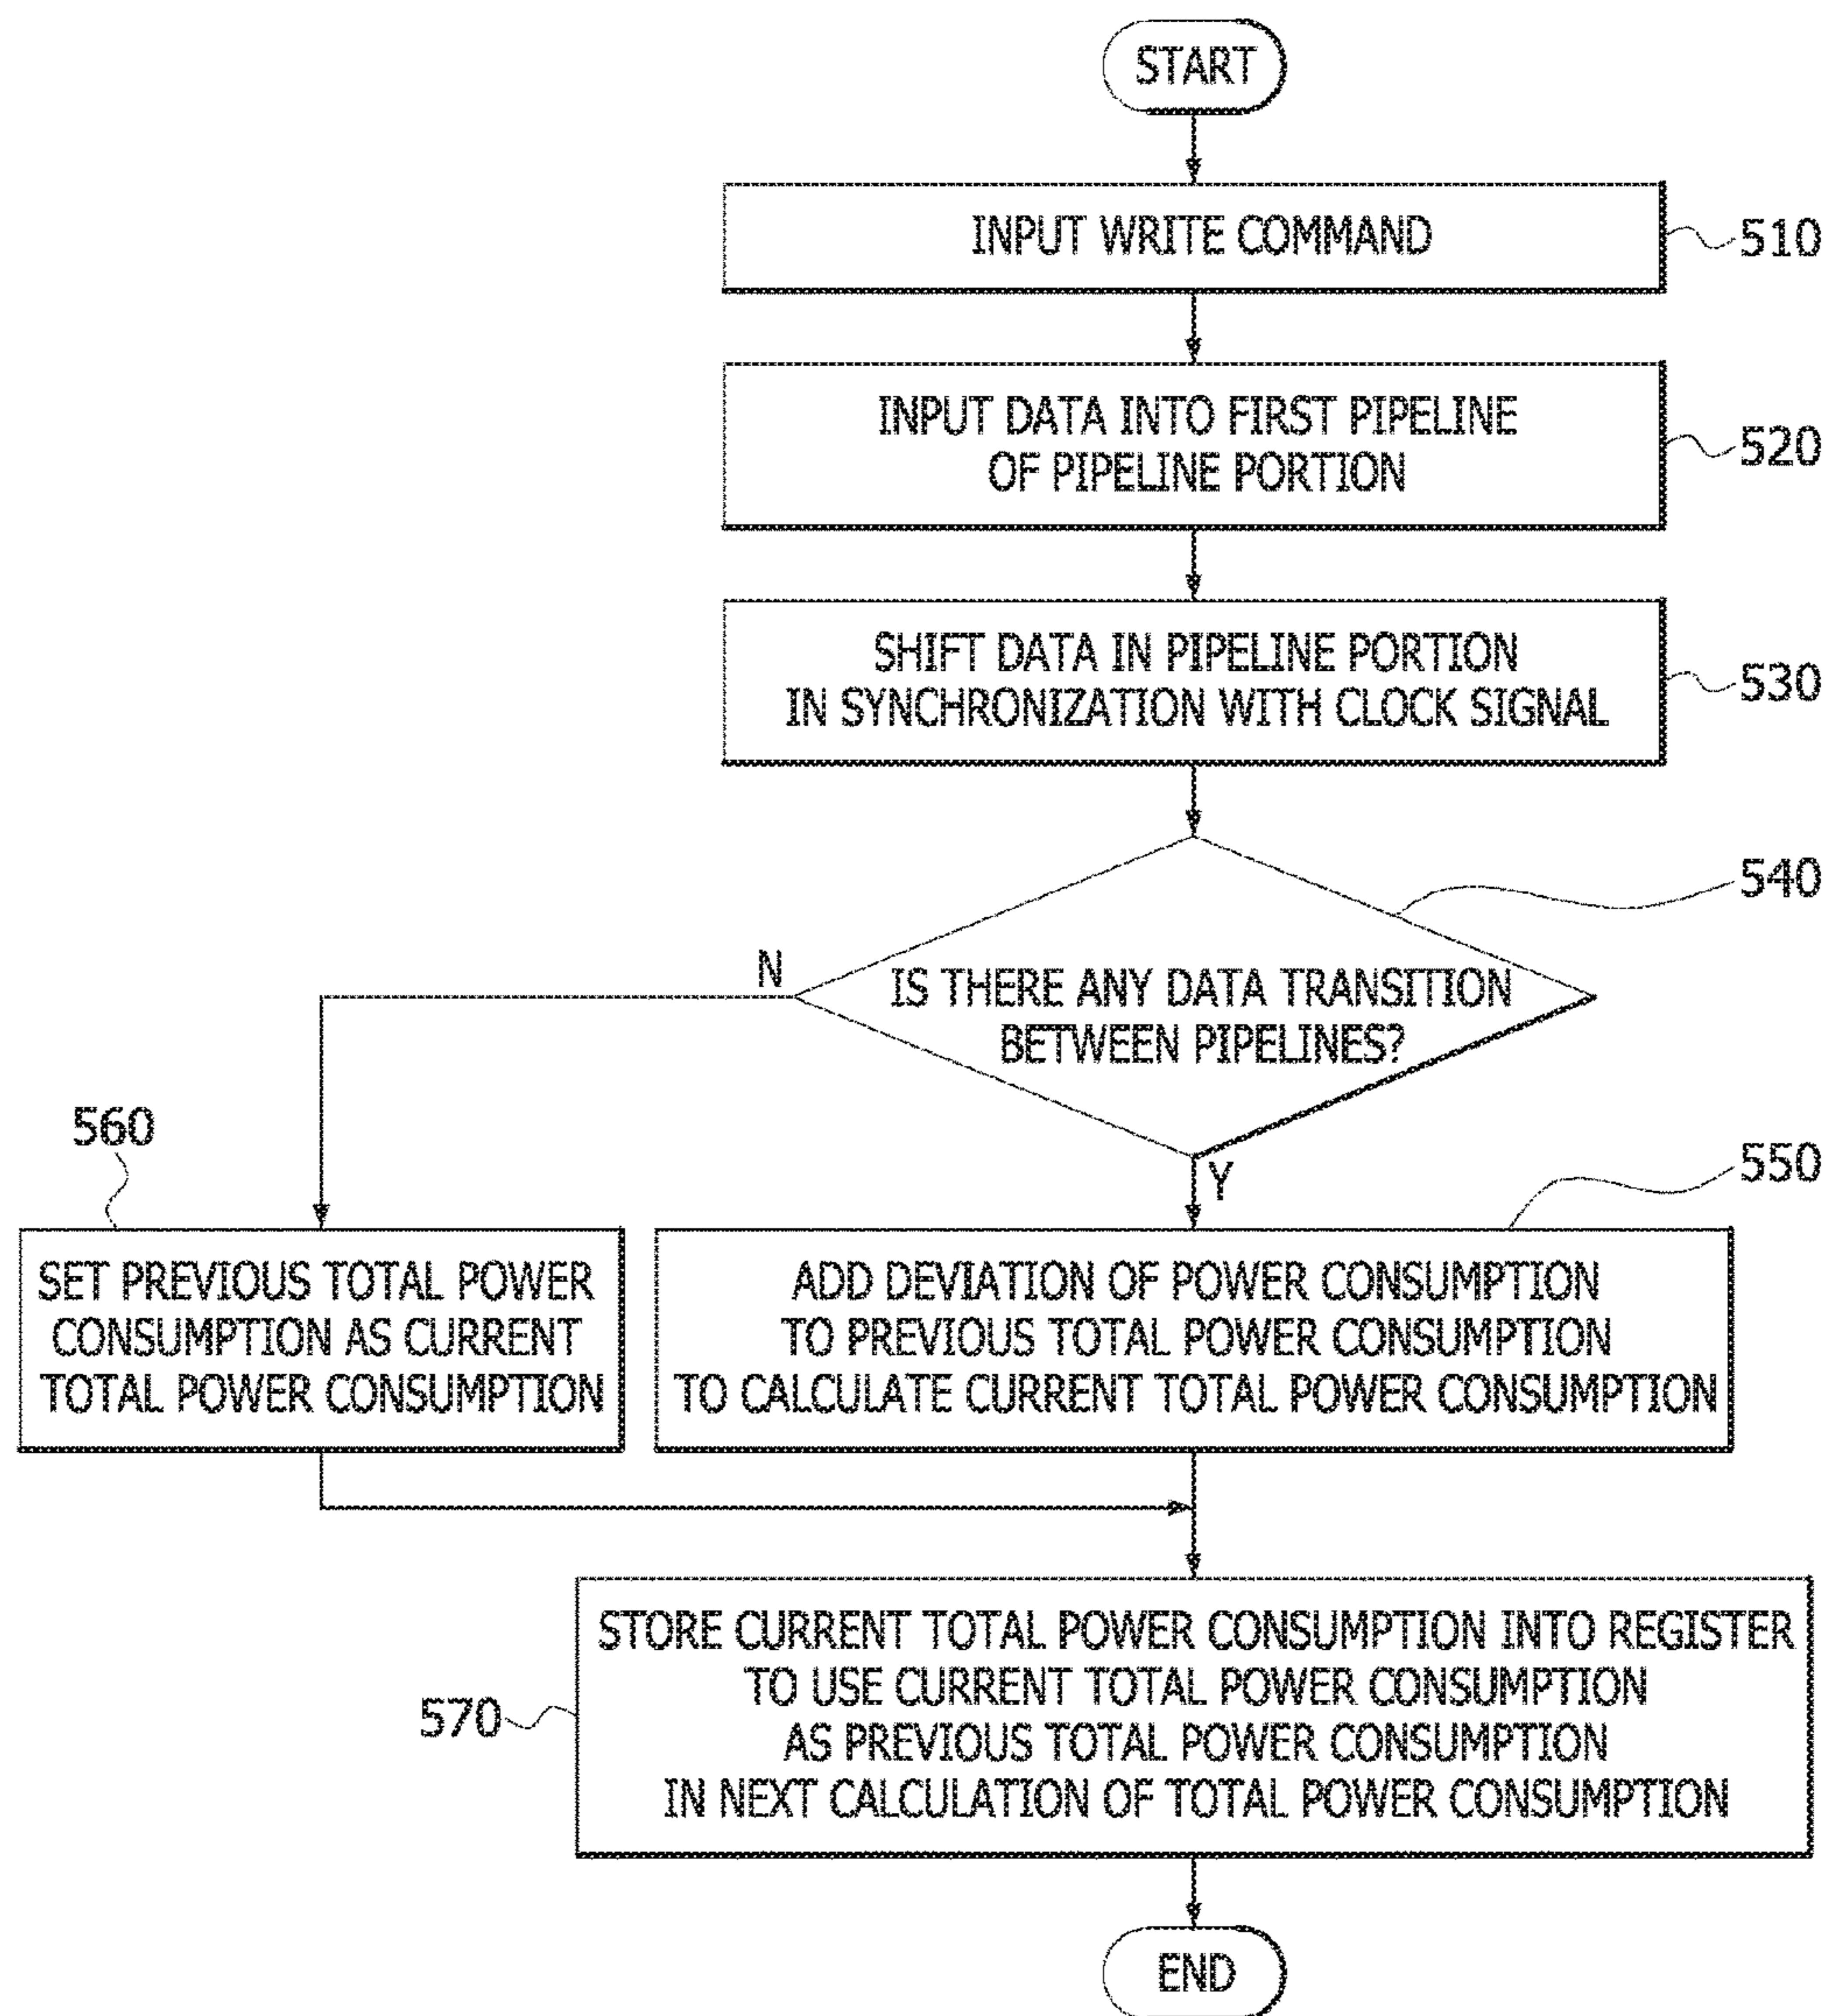 START
INPUT WRITE COMMAND
510
INPUT DATA INTO FIRST PIPELINE
OF PIPELINE PORTION
520
SHIFT DATA IN PIPELINE PORTION
IN SYNCHRONIZATION WITH CLOCK SIGNAL
530
540
N
IS THERE ANY DATA TRANSITION
BETWEEN PIPELINES?
Y
560
SET PREVIOUS TOTAL POWER
CONSUMPTION AS CURRENT
TOTAL POWER CONSUMPTION
550
ADD DEVIATION OF POWER CONSUMPTION
TO PREVIOUS TOTAL POWER CONSUMPTION
TO CALCULATE CURRENT TOTAL POWER CONSUMPTION
570
STORE CURRENT TOTAL POWER CONSUMPTION INTO REGISTER
TO USE CURRENT TOTAL POWER CONSUMPTION
AS PREVIOUS TOTAL POWER CONSUMPTION
IN NEXT CALCULATION OF TOTAL POWER CONSUMPTION
END